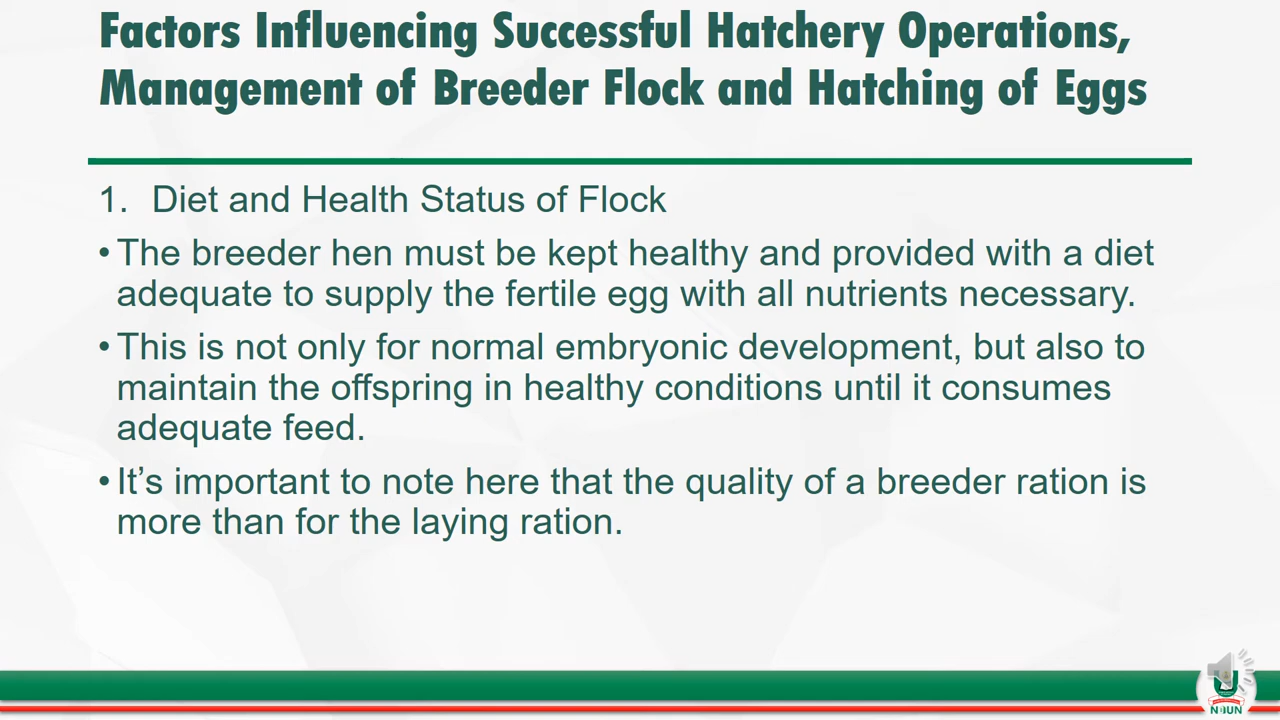 Factors Influencing Successful Hatchery Operations,
Management of Breeder Flock and Hatching of Eggs
1. Diet and Health Status of Flock
• The breeder hen must be kept healthy and provided with a diet
adequate to supply the fertile egg with all nutrients necessary.
• This is not only for normal embryonic development, but also to
maintain the offspring in healthy conditions until it consumes
adequate feed.
• It’s important to note here that the quality of a breeder ration is
more than for the laying ration.
NOUN